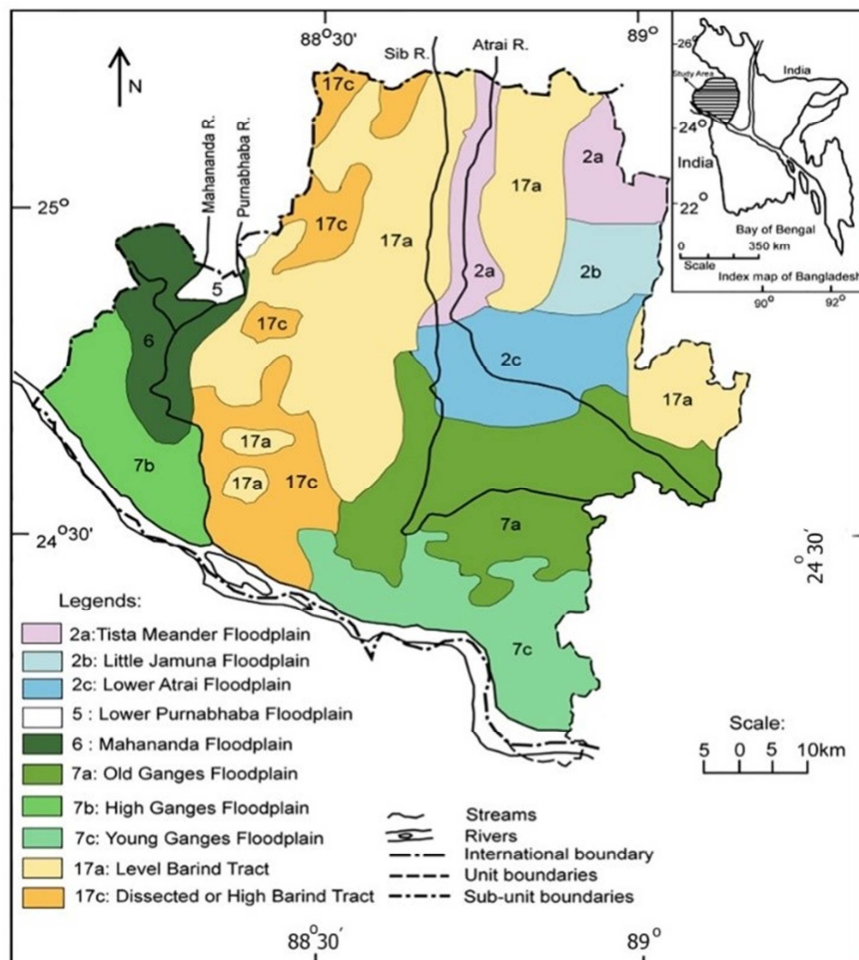 88°30'
89°
Sib R.
Atrai R.
N
Mahananda R.
Purnabhaba R.
17c
2a
17a
25°
17c
17a
2a
2b
5
6
17c
2c
17a
7b
17a
17a
17c
7a
24°30'
24°30'
7c
26°
Study Area
India
24°
India
22°
Bay of Bengal
0 350 km
Scale
Index map of Bangladesh
90° 92°
Legends:
2a:Tista Meander Floodplain
2b: Little Jamuna Floodplain
2c: Lower Atrai Floodplain
5 : Lower Purnabhaba Floodplain
6 : Mahananda Floodplain
7a: Old Ganges Floodplain
7b: High Ganges Floodplain
7c: Young Ganges Floodplain
17a: Level Barind Tract
17c: Dissected or High Barind Tract
Scale:
5 0 5 10km
Streams
Rivers
International boundary
Unit boundaries
Sub-unit boundaries
88°30'
89°